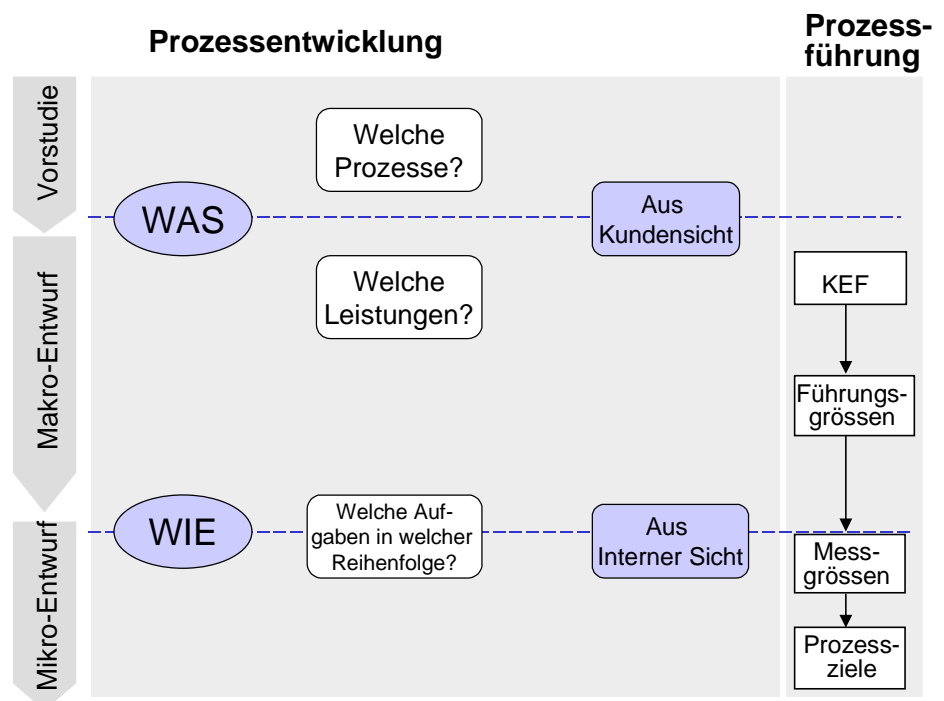 Prozessentwicklung
Prozess-
führung
Vorstudie
Welche
Prozesse?
WAS
Aus
Kundensicht
Makro-Entwurf
Welche
Leistungen?
KEF
Führungs-
grössen
Mikro-Entwurf
WIE
Welche Auf-
gaben in welcher
Reihenfolge?
Aus
Interner Sicht
Mess-
grössen
Prozess-
ziele